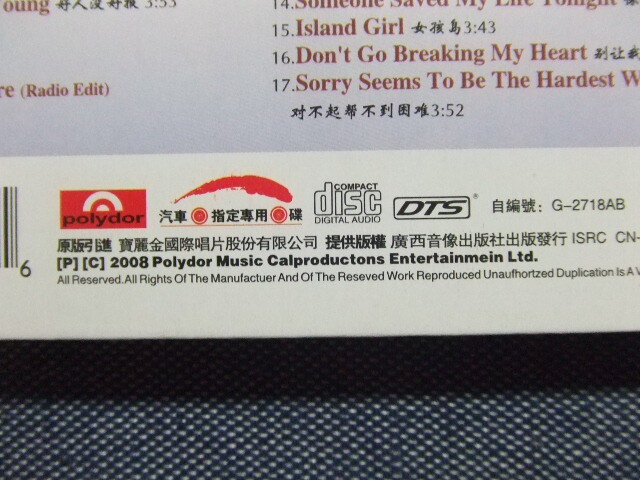 oung 好人没好报 3:53
re (Radio Edit)
14.Someone Saved My Life Tonight
15.Island Girl 女孩岛3:43
16.Don't Go Breaking My Heart 别让我
17.Sorry Seems To Be The Hardest W
对不起帮不到困难3:52
6
polydor
汽車 指定專用 碟
COMPACT
disc
DIGITAL AUDIO
DTS ®
自編號：G-2718AB
原版引進 寶麗金國際唱片股份有限公司 提供版權 廣西音像出版社出版發行 ISRC CN-
[P] [C] 2008 Polydor Music Calproductons Entertainmein Ltd.
All Reserved.All Rights Of The Manufactuer And Of The Reseved Work Reproduced Unaufhortzed Duplication Is A V